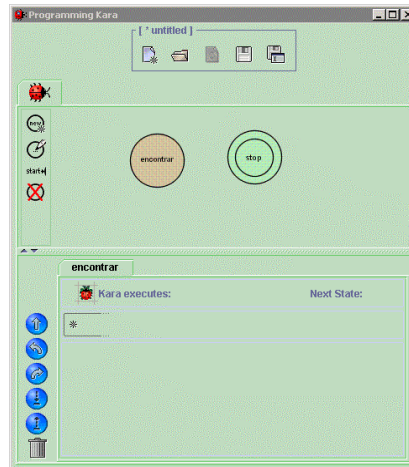 Programming Kara
[ * untitled ]
new
start
encontrar
stop
encontrar
Kara executes:
Next State:
*